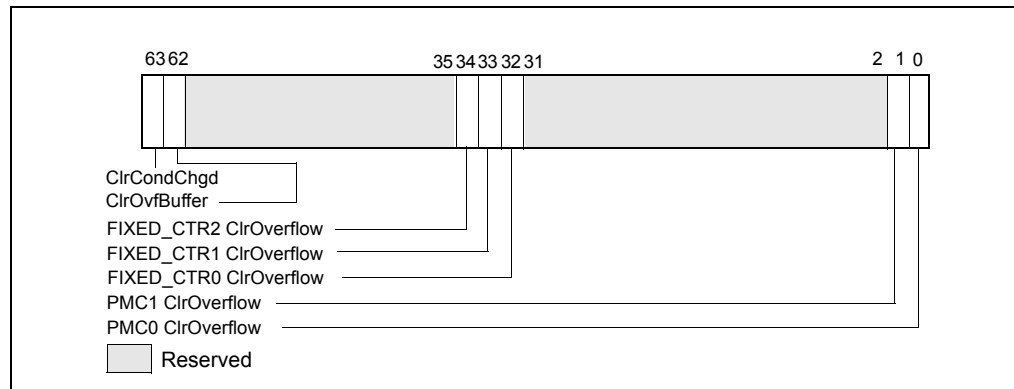 63 62 35 34 33 32 31 2 1 0
ClrCondChgd
ClrOvfBuffer
FIXED_CTR2 ClrOverflow
FIXED_CTR1 ClrOverflow
FIXED_CTR0 ClrOverflow
PMC1 ClrOverflow
PMC0 ClrOverflow
Reserved